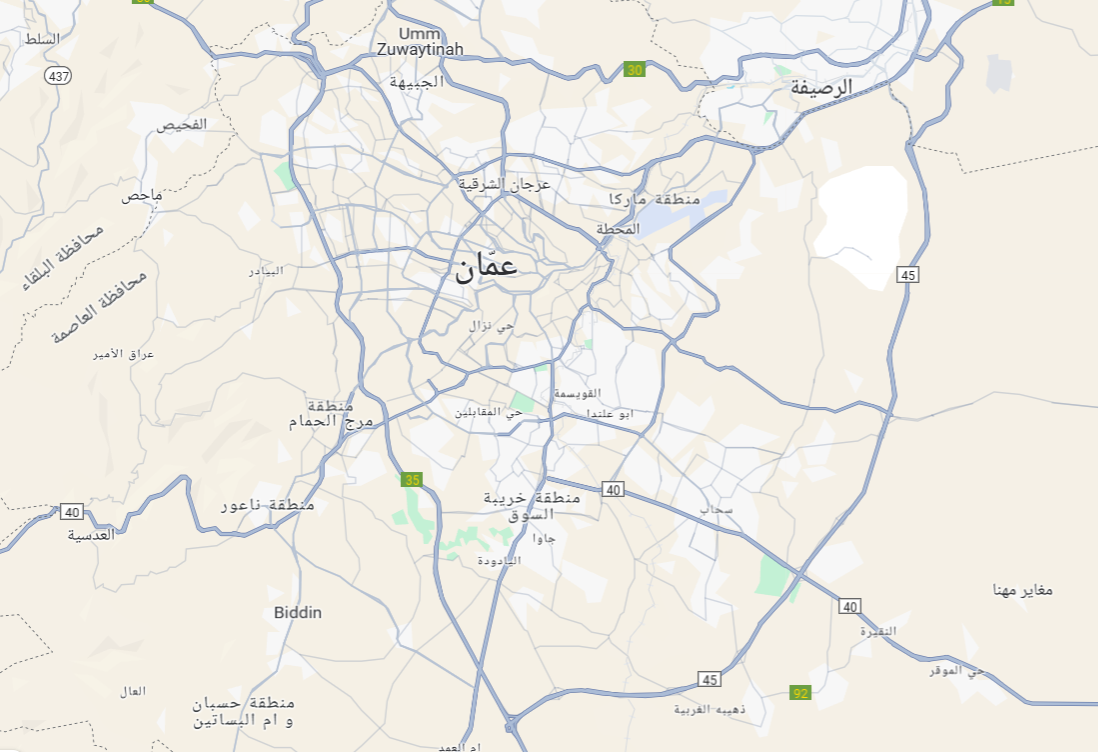 السلط
437
Umm
Zuwaytinah
الجبيهة
30
الرصيفة
الفحيص
عرجان الشرقية
ماحص
منطقة ماركا
المحطة
محافظة البلقاء
عمّان
البيادر
محافظة العاصمة
45
حي نزال
عراق الأمير
القويسمة
منطقة
مرج الحمام
حي المقابلين
ابو علندا
35
40
منطقة خريبة
السوق
منطقة ناعور
سحاب
40
العدسية
جاوا
اليادودة
مغاير مهنا
Biddin
40
النقيرة
حي الموقر
45
العال
92
منطقة حسبان
و ام البساتين
ذهيبه الغربية
ام العمد